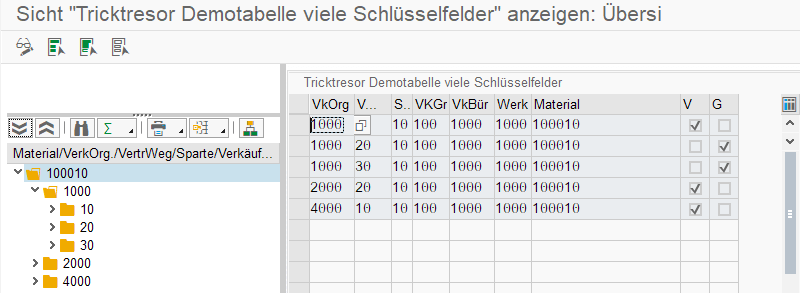 Sicht "Tricktresor Demotabelle viele Schlüsselfelder" anzeigen: Übersi
Material/VerkOrg./VertrWeg/Sparte/Verkäuf...
100010
1000
10
20
30
2000
4000
Tricktresor Demotabelle viele Schlüsselfelder
VkOrg V... S.. VKGr VkBür Werk Material V G
1000 10 100 1000 1000 100010
1000 20 10 100 1000 1000 100010
1000 30 10 100 1000 1000 100010
2000 20 10 100 1000 1000 100010
4000 10 10 100 1000 1000 100010